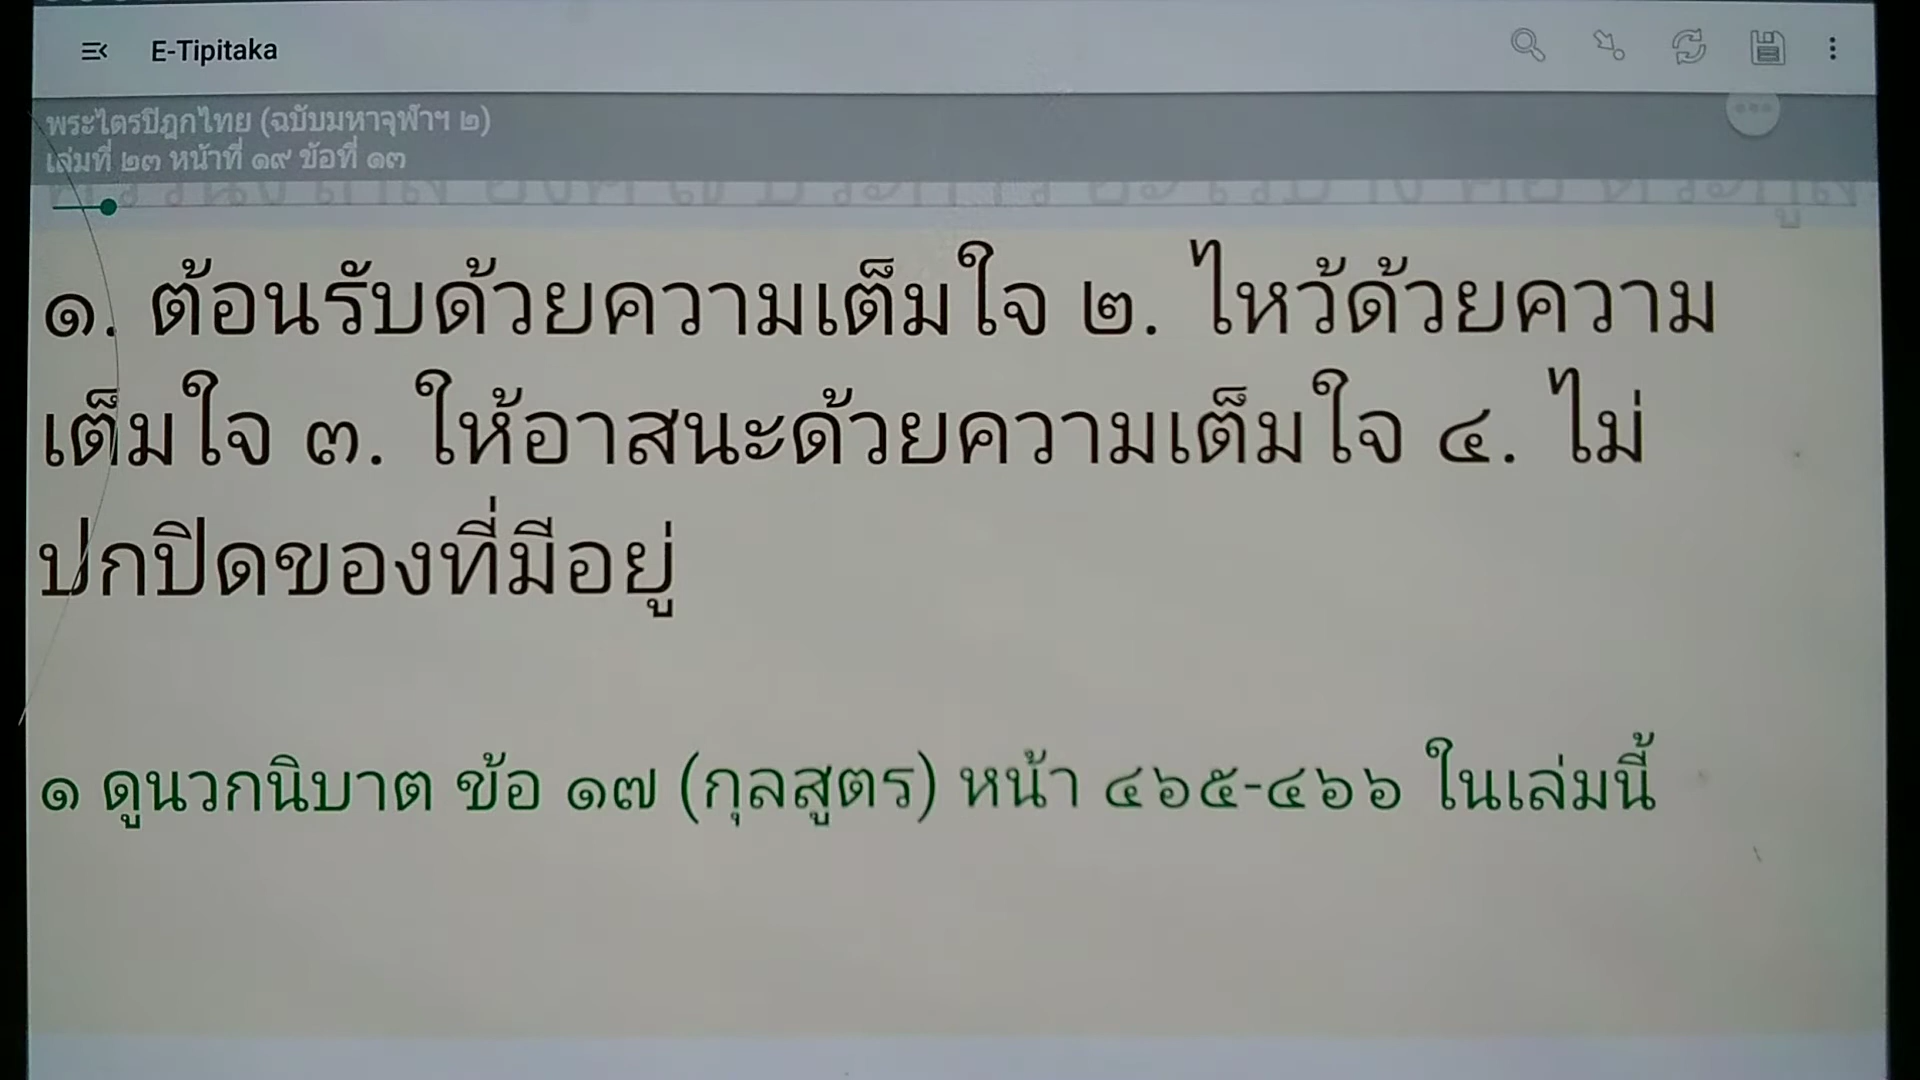 E-Tipitaka
พระไตรปิฎกไทย (ฉบับมหาจุฬาฯ ๒)
เล่มที่ ๒๓ หน้าที่ ๑๙ ข้อที่ ๑๓
๑. ต้อนรับด้วยความเต็มใจ ๒. ไหว้ด้วยความ
เต็มใจ ๓. ให้อาสนะด้วยความเต็มใจ ๔. ไม่
ปกปิดของที่มีอยู่
๑ ดูนวกนิบาต ข้อ ๑๗ (กุลสูตร) หน้า ๔๖๕-๔๖๖ ในเล่มนี้